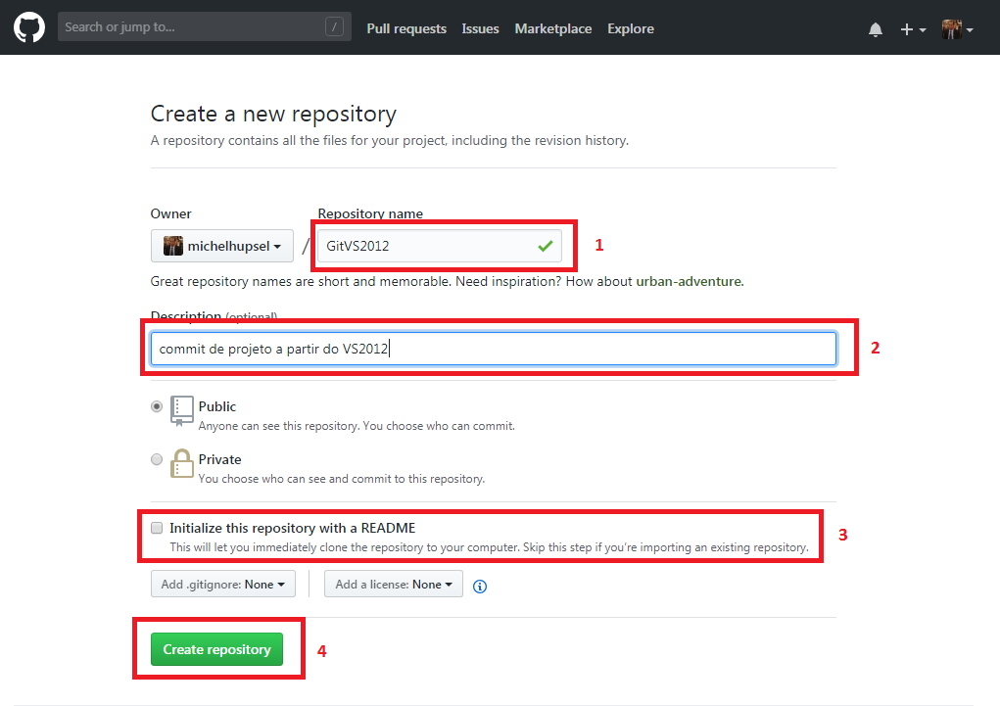 Search or jump to... / Pull requests Issues Marketplace Explore
Create a new repository
A repository contains all the files for your project, including the revision history.
Owner Repository name
michelhupsel / GitVS2012 1
Great repository names are short and memorable. Need inspiration? How about urban-adventure.
Description (optional)
commit de projeto a partir do VS2012 2
Public
Anyone can see this repository. You choose who can commit.
Private
You choose who can see and commit to this repository.
Initialize this repository with a README
This will let you immediately clone the repository to your computer. Skip this step if you're importing an existing repository.
3
Add .gitignore: None Add a license: None
Create repository 4